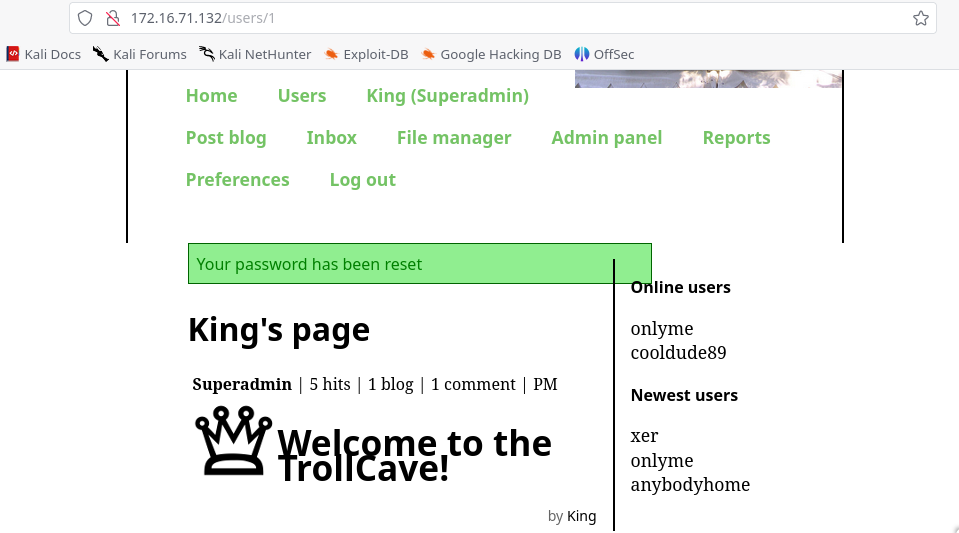 172.16.71.132/users/1
Kali Docs Kali Forums Kali NetHunter Exploit-DB Google Hacking DB OffSec
Home Users King (Superadmin)
Post blog Inbox File manager Admin panel Reports
Preferences Log out
Your password has been reset
King's page
Superadmin | 5 hits | 1 blog | 1 comment | PM
Welcome to the
TrollCave!
by King
Online users
onlyme
cooldude89
Newest users
xer
onlyme
anybodyhome